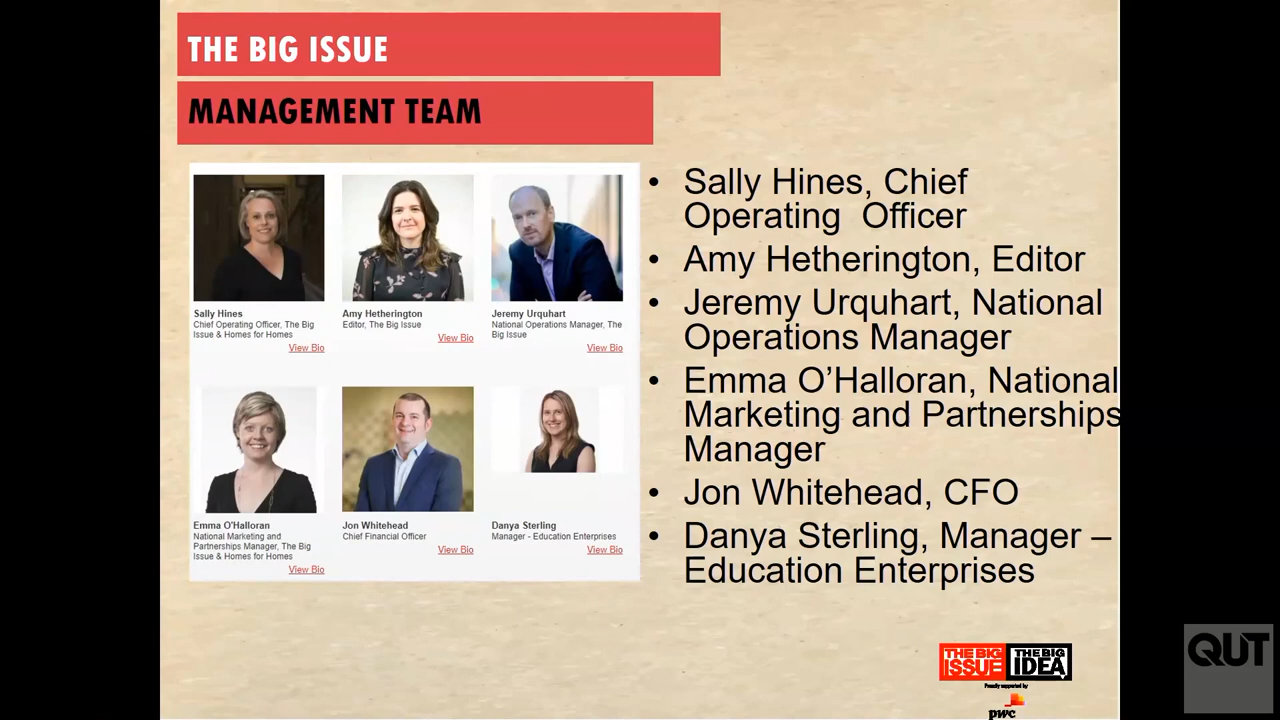 THE BIG ISSUE
MANAGEMENT TEAM
Sally Hines
Chief Operating Officer, The Big
Issue & Homes for Homes
View Bio
Amy Hetherington
Editor, The Big Issue
View Bio
Jeremy Urquhart
National Operations Manager, The
Big Issue
View Bio
Emma O'Halloran
National Marketing and
Partnerships Manager, The Big
Issue & Homes for Homes
View Bio
Jon Whitehead
Chief Financial Officer
View Bio
Danya Sterling
Manager - Education Enterprises
View Bio
• Sally Hines, Chief
Operating Officer
• Amy Hetherington, Editor
• Jeremy Urquhart, National
Operations Manager
• Emma O’Halloran, National
Marketing and Partnerships
Manager
• Jon Whitehead, CFO
• Danya Sterling, Manager –
Education Enterprises
THE BIG
ISSUE
THE BIG
IDEA
Proudly supported by
pwc
QUT